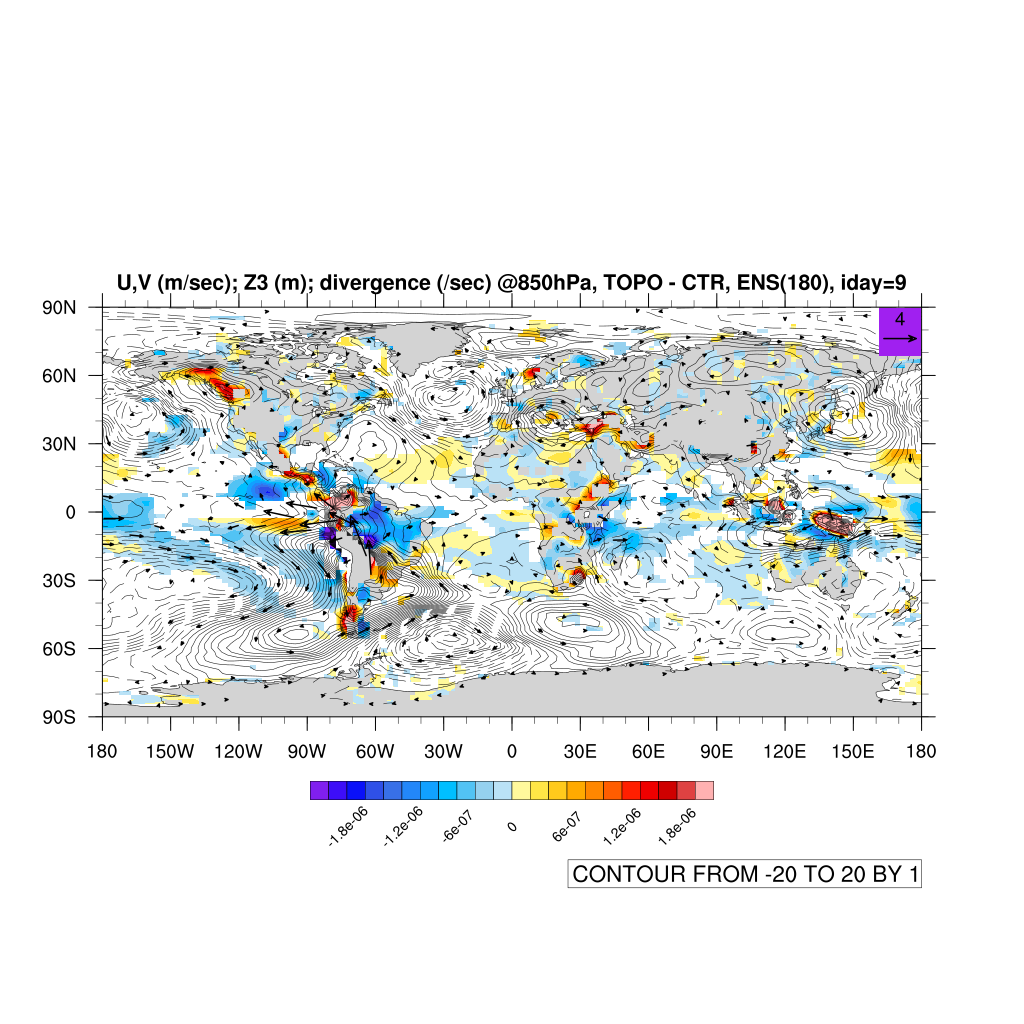 U,V (m/sec); Z3 (m); divergence (/sec) @850hPa, TOPO - CTR, ENS(180), iday=9
4
90N
60N
30N
0
30S
60S
90S
180 150W 120W 90W 60W 30W 0 30E 60E 90E 120E 150E 180
-1.8e-06 -1.2e-06 -6e-07 0 6e-07 1.2e-06 1.8e-06
CONTOUR FROM -20 TO 20 BY 1